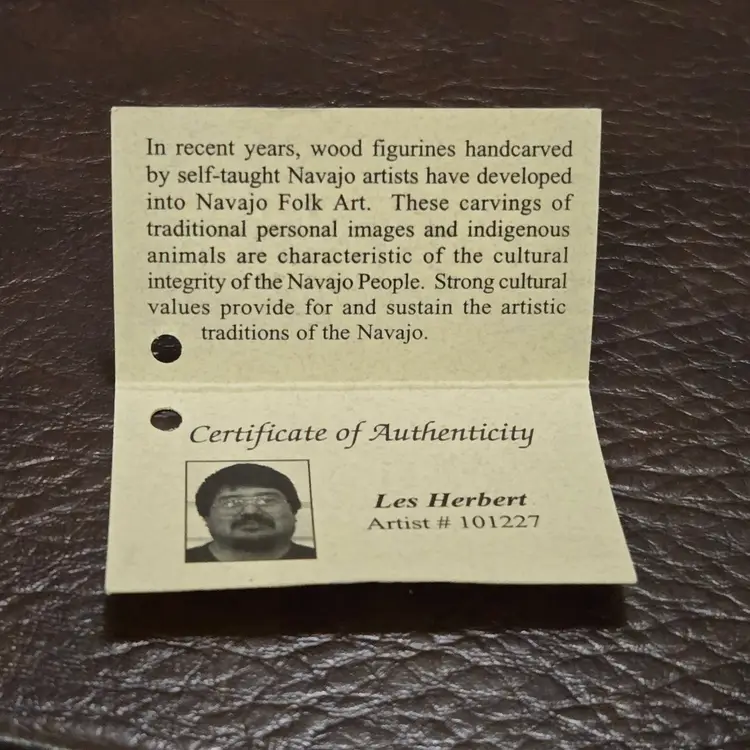 In recent years, wood figurines handcarved
by self-taught Navajo artists have developed
into Navajo Folk Art. These carvings of
traditional personal images and indigenous
animals are characteristic of the cultural
integrity of the Navajo People. Strong cultural
values provide for and sustain the artistic
traditions of the Navajo.
Certificate of Authenticity
Les Herbert
Artist # 101227